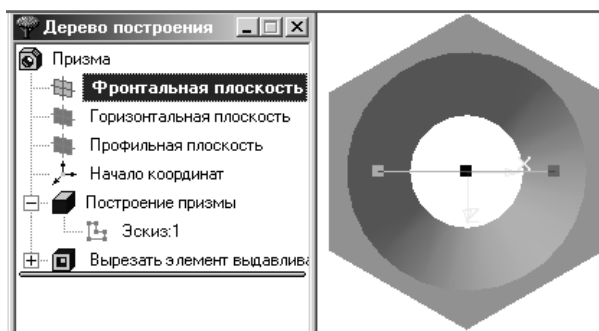 Дерево построения
Призма
Фронтальная плоскость
Горизонтальная плоскость
Профильная плоскость
Начало координат
Построение призмы
Эскиз:1
Вырезать элемент выдавлива
X
Z